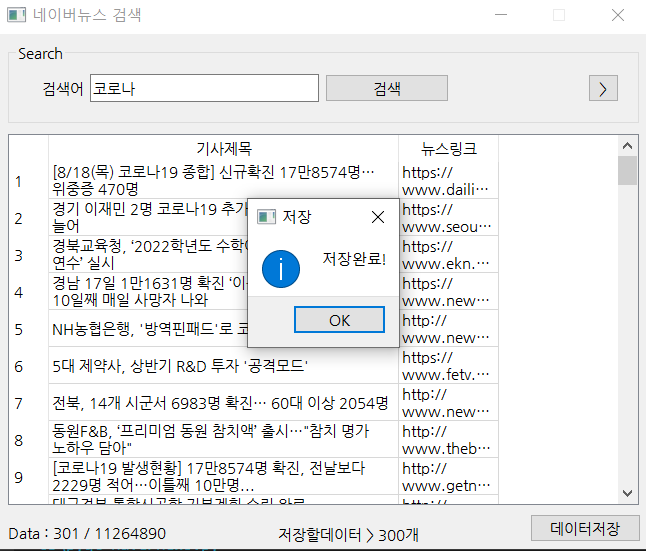 네이버뉴스 검색
Search
검색어 코로나 검색 >
기사제목 뉴스링크
1 [8/18(목) 코로나19 종합] 신규확진 17만8574명… https://
위중증 470명 www.daili…
2 경기 이재민 2명 코로나19 추가 https://
늘어 www.seou…
3 경북교육청, ‘2022학년도 수학 https://
연수’ 실시 www.ekn.…
4 경남 17일 1만1631명 확진 https://
10일째 매일 사망자 나와 www.new…
5 NH농협은행, '방역핀패드'로 http://
www.new…
6 5대 제약사, 상반기 R&D 투자 '공격모드' https://
www.fetv.…
7 전북, 14개 시군서 6983명 확진… 60대 이상 2054명 http://
www.new…
8 동원F&B, ‘프리미엄 동원 참치액’ 출시…"참치 명가 http://
노하우 담아" www.theb…
9 [코로나19 발생현황] 17만8574명 확진, 전날보다 http://
2229명 적어…이틀째 10만명... www.getn…
저장
저장완료!
OK
Data : 301 / 11264890 저장할데이터 > 300개 데이터저장